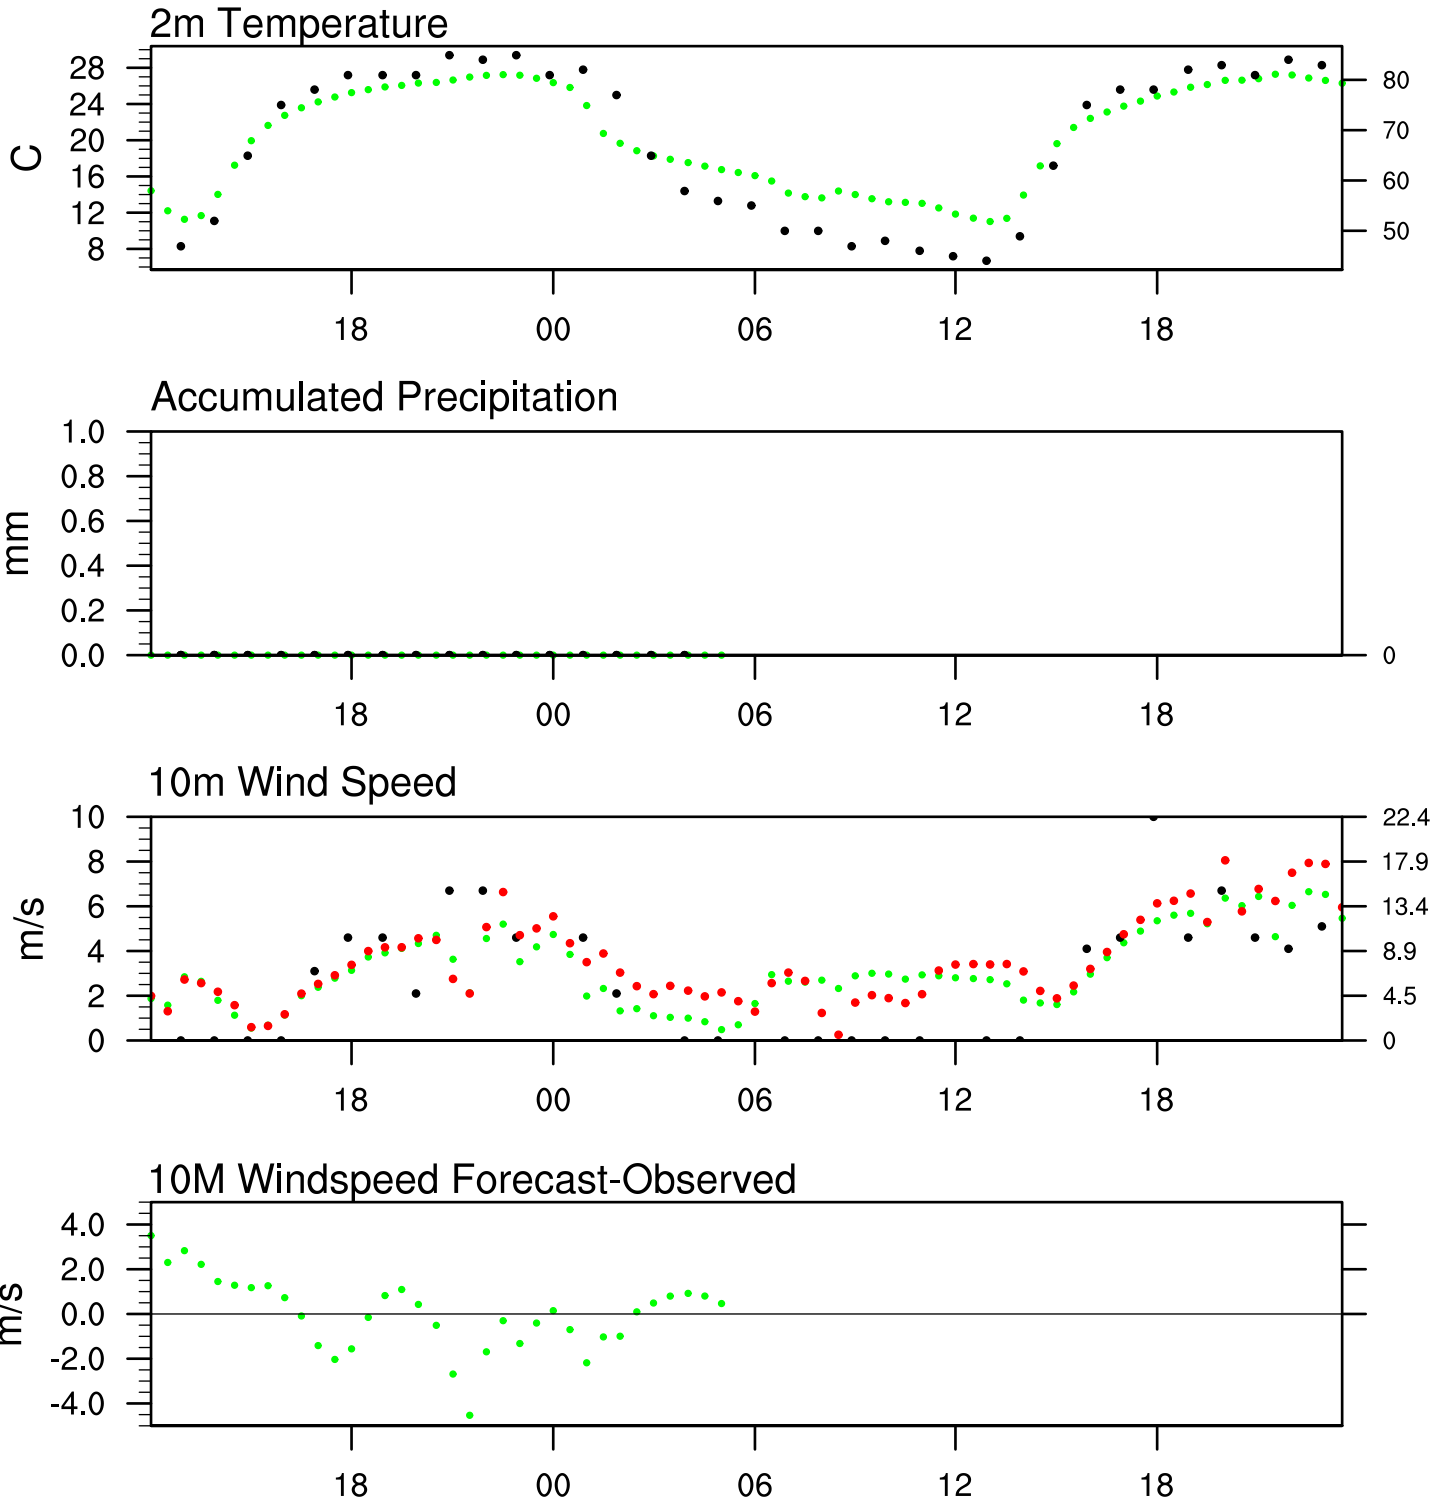 2m Temperature
28
24
20
16
12
8
C
80
70
60
50
18 00 06 12 18
Accumulated Precipitation
1.0
0.8
0.6
0.4
0.2
0.0
mm
0
18 00 06 12 18
10m Wind Speed
10
8
6
4
2
0
m/s
22.4
17.9
13.4
8.9
4.5
0
18 00 06 12 18
10M Windspeed Forecast-Observed
4.0
2.0
0.0
-2.0
-4.0
m/s
18 00 06 12 18